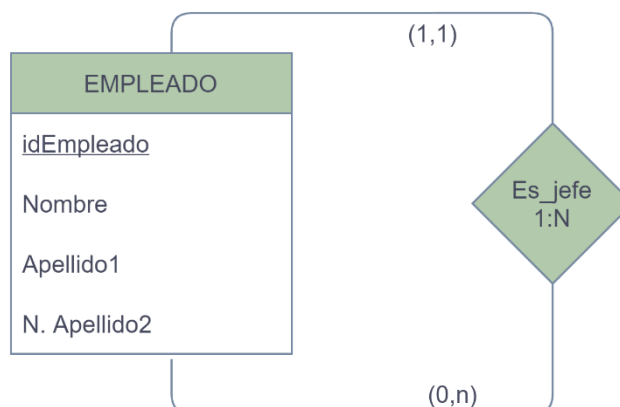 (1,1)
EMPLEADO
idEmpleado
Nombre
Apellido1
N. Apellido2
Es_jefe
1:N
(0,n)